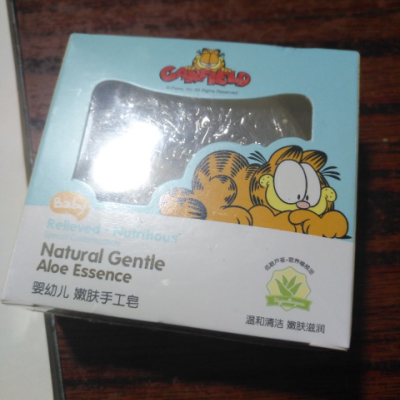 GARFIELD
Baby
Relieved · Nutritious
Natural Gentle
Aloe Essence
婴幼儿 嫩肤手工皂
温和清洁 嫩肤滋润